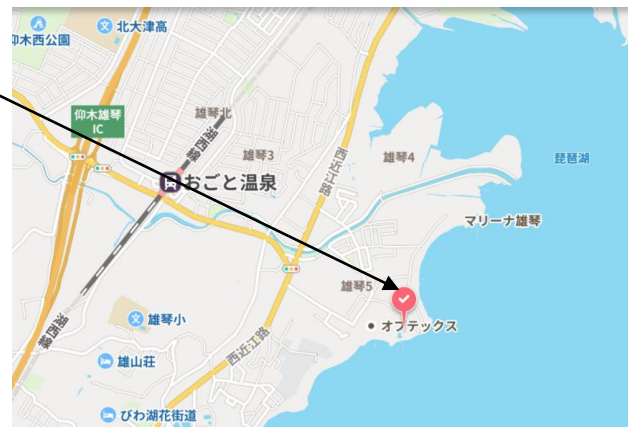 北大津高
仰木西公園
仰木雄琴
IC
雄琴北
湖西線
雄琴3
西近江路
雄琴4
琵琶湖
おごと温泉
マリーナ雄琴
雄琴5
オプテックス
湖西線
雄琴小
西近江路
雄山荘
びわ湖花街道